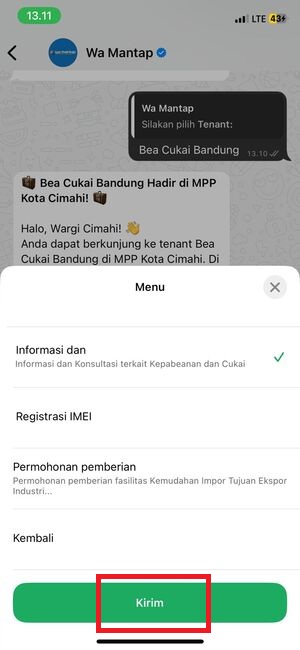 13.11
LTE 43
Wa Mantap
Wa Mantap
Silakan pilih Tenant:
Bea Cukai Bandung 13.10
Bea Cukai Bandung Hadir di MPP
Kota Cimahi!
Halo, Wargi Cimahi! 👋
Anda dapat berkunjung ke tenant Bea
Cukai Bandung di MPP Kota Cimahi. Di
Menu
Informasi dan
Informasi dan Konsultasi terkait Kepabeanan dan Cukai
Registrasi IMEI
Permohonan pemberian
Permohonan pemberian fasilitas Kemudahan Impor Tujuan Ekspor
Industri...
Kembali
Kirim